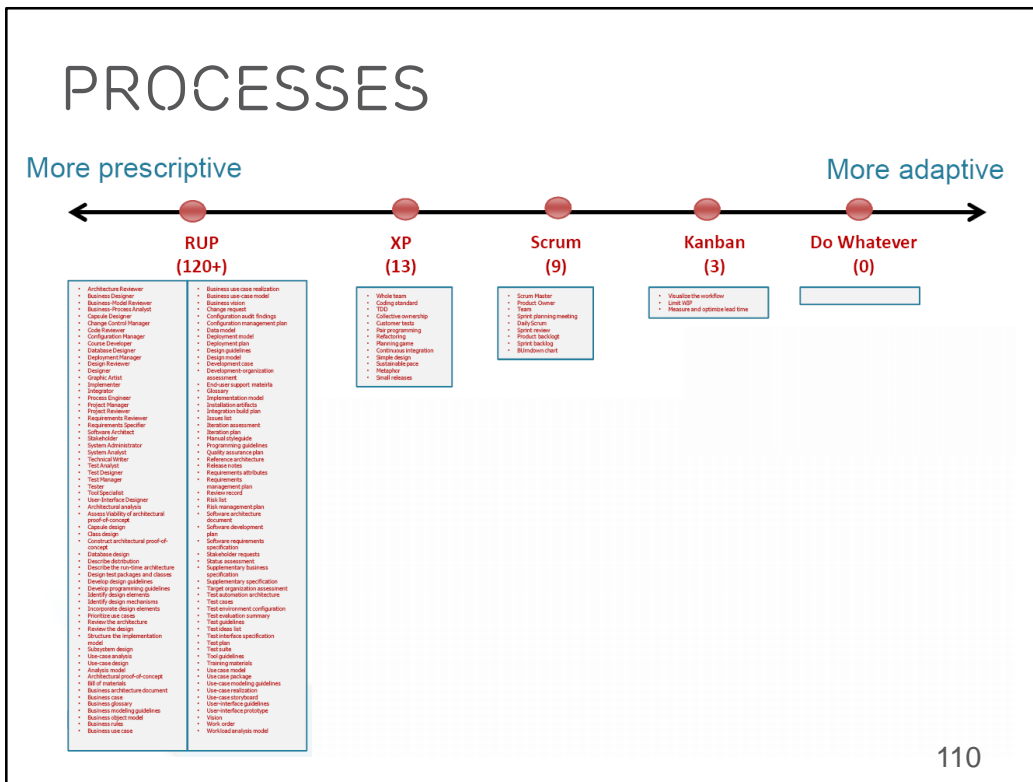 PROCESSES
More prescriptive
More adaptive
RUP
(120+)
XP
(13)
Scrum
(9)
Kanban
(3)
Do Whatever
(0)
• Architecture Reviewer
• Business Designer
• Business-Model Reviewer
• Business-Process Analyst
• Capsule Designer
• Change Control Manager
• Code Reviewer
• Configuration Manager
• Course Developer
• Database Designer
• Deployment Manager
• Design Reviewer
• Designer
• Graphic Artist
• Implementer
• Integrator
• Process Engineer
• Project Manager
• Project Reviewer
• Requirements Reviewer
• Requirements Specifier
• Software Architect
• Stakeholder
• System Administrator
• System Analyst
• Technical Writer
• Test Analyst
• Test Designer
• Test Manager
• Tester
• Tool Specialist
• User-Interface Designer
• Architectural analysis
• Assess Viability of architectural
proof-of-concept
• Capsule design
• Class design
• Construct architectural proof-of-
concept
• Database design
• Describe distribution
• Describe the run-time architecture
• Design test packages and classes
• Develop design guidelines
• Develop programming guidelines
• Identify design elements
• Identify design mechanisms
• Incorporate design elements
• Prioritize use cases
• Review the architecture
• Review the design
• Structure the implementation
model
• Subsystem design
• Use-case analysis
• Use-case design
• Analysis model
• Architectural proof-of-concept
• Bill of materials
• Business architecture document
• Business case
• Business glossary
• Business modeling guidelines
• Business object model
• Business rules
• Business use case
• Business use case realization
• Business use-case model
• Business vision
• Change request
• Configuration audit findings
• Configuration management plan
• Data model
• Deployment model
• Deployment plan
• Design guidelines
• Design model
• Development case
• Development-organization
assessment
• End-user support mateirla
• Glossary
• Implementation model
• Installation artifacts
• Integration build plan
• Issues list
• Iteration assessment
• Iteration plan
• Manual styleguide
• Programming guidelines
• Quality assurance plan
• Reference architecture
• Release notes
• Requirements attributes
• Requirements
management plan
• Review record
• Risk list
• Risk management plan
• Software architecture
document
• Software development
plan
• Software requirements
specification
• Stakeholder requests
• Status assessment
• Supplementary business
specification
• Supplementary specification
• Target organization assessment
• Test automation architecture
• Test cases
• Test environment configuration
• Test evaluation summary
• Test guidelines
• Test ideas list
• Test interface specification
• Test plan
• Test suite
• Tool guidelines
• Training materials
• Use case model
• Use case package
• Use-case modeling guidelines
• Use-case realization
• Use-case storyboard
• User-interface guidelines
• User-interface prototype
• Vision
• Work order
• Workload analysis model
• Whole team
• Coding standard
• TDD
• Collective ownership
• Customer tests
• Pair programming
• Refactoring
• Planning game
• Continuous integration
• Simple design
• Sustainable pace
• Metaphor
• Small releases
• Scrum Master
• Product Owner
• Team
• Sprint planning meeting
• Daily Scrum
• Sprint review
• Product backlogt
• Sprint backlog
• BUrndown chart
• Visualize the workflow
• Limit WIP
• Measure and optimize lead time
110